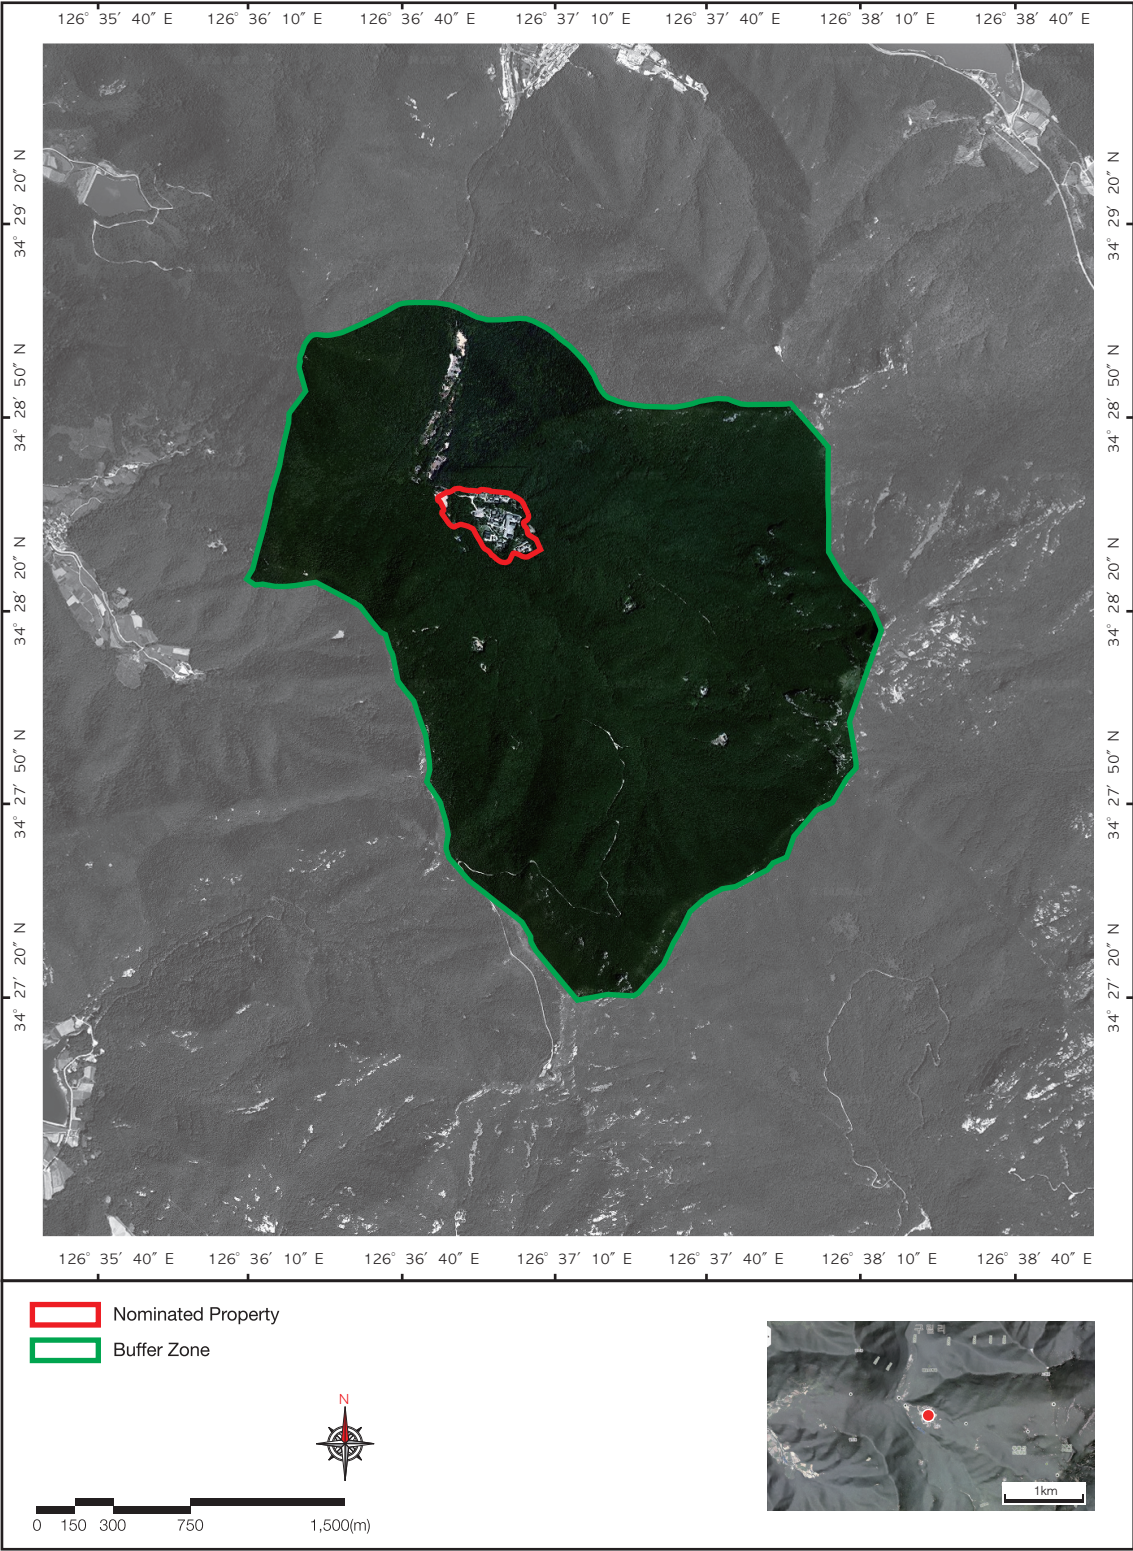 126° 35′ 40″ E 126° 36′ 10″ E 126° 36′ 40″ E 126° 37′ 10″ E 126° 37′ 40″ E 126° 38′ 10″ E 126° 38′ 40″ E
34° 29′ 20″ N
34° 28′ 50″ N
34° 28′ 20″ N
34° 27′ 50″ N
34° 27′ 20″ N
34° 29′ 20″ N
34° 28′ 50″ N
34° 28′ 20″ N
34° 27′ 50″ N
34° 27′ 20″ N
126° 35′ 40″ E 126° 36′ 10″ E 126° 36′ 40″ E 126° 37′ 10″ E 126° 37′ 40″ E 126° 38′ 10″ E 126° 38′ 40″ E
Nominated Property
Buffer Zone
N
0 150 300 750 1,500(m)
1km